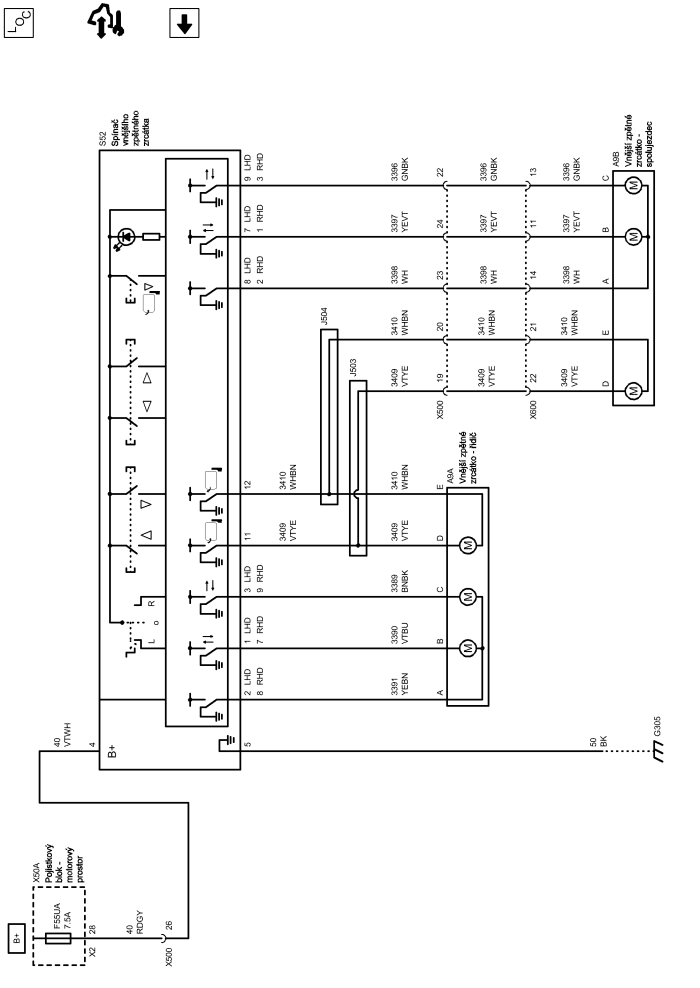 LOC
B+
X50A
Pojistkový
blok -
motorový
prostor
F55UA
7.5A
X2
28
40
RDGY
X500
26
40
VTWH
4
B+
S52
Spínač
vnějšího
zpětného
zrcátka
L
o
R
5
2 LHD
8 RHD
1 LHD
7 RHD
3 LHD
9 RHD
11
12
8 LHD
2 RHD
7 LHD
1 RHD
9 LHD
3 RHD
3409
VTYE
3410
WHBN
J504
J503
3391
YEBN
3390
VTBU
3389
BNBK
3409
VTYE
3410
WHBN
3409
VTYE
3410
WHBN
3398
WH
3397
YEVT
3396
GNBK
A
B
C
D
E
A9A
Vnější zpětné
zrcátko - řidič
M
M
M
X500
19
20
23
24
22
3409
VTYE
3410
WHBN
3398
WH
3397
YEVT
3396
GNBK
X600
22
21
14
11
13
3409
VTYE
3410
WHBN
3398
WH
3397
YEVT
3396
GNBK
D
E
A
B
C
A9B
Vnější zpětné
zrcátko -
spolujezdec
M
M
M
50
BK
G305